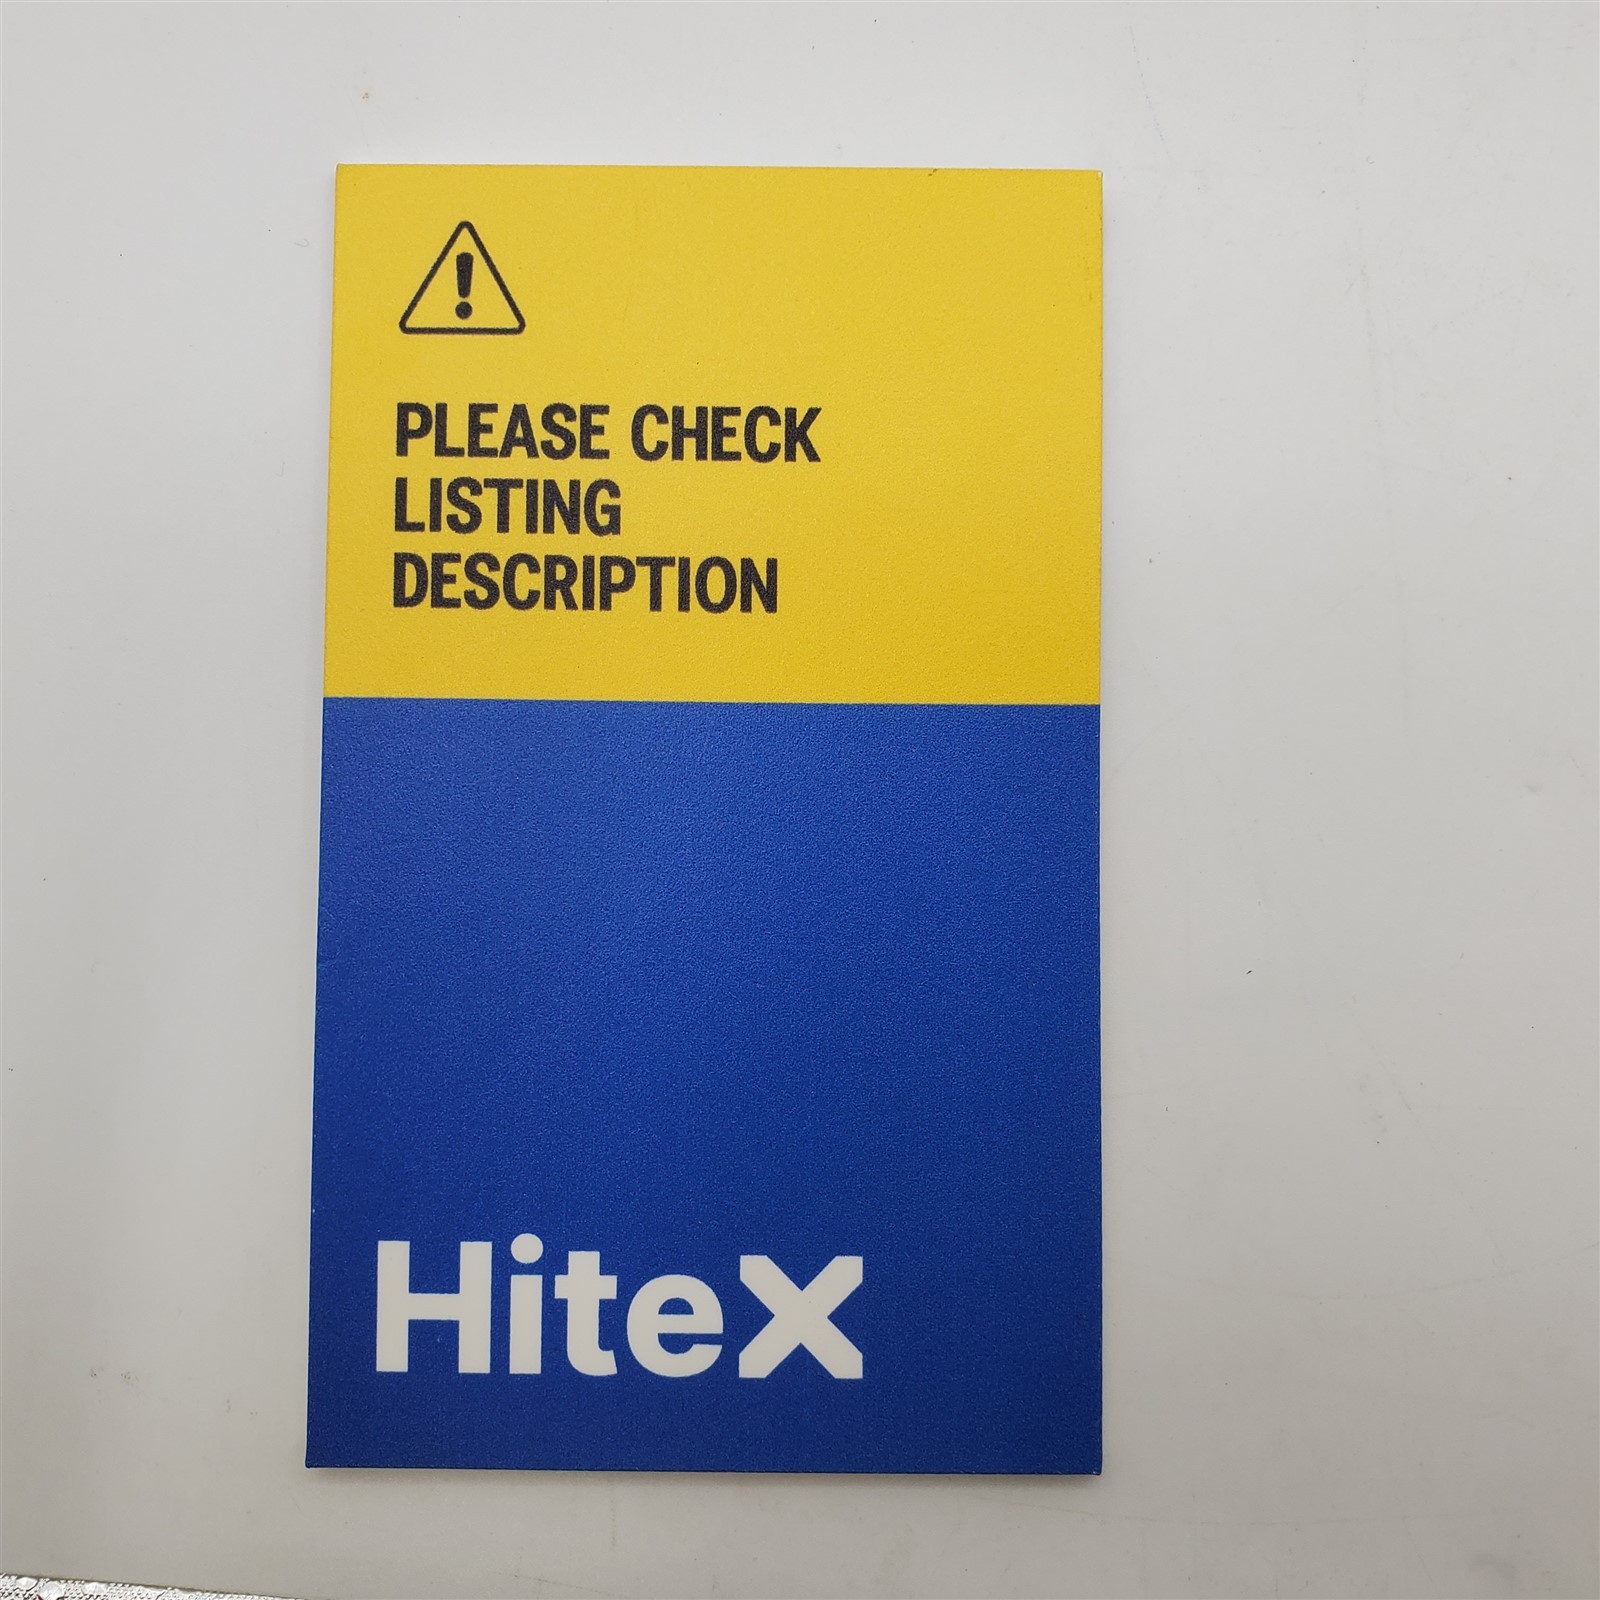 PLEASE CHECK
LISTING
DESCRIPTION
HiteX